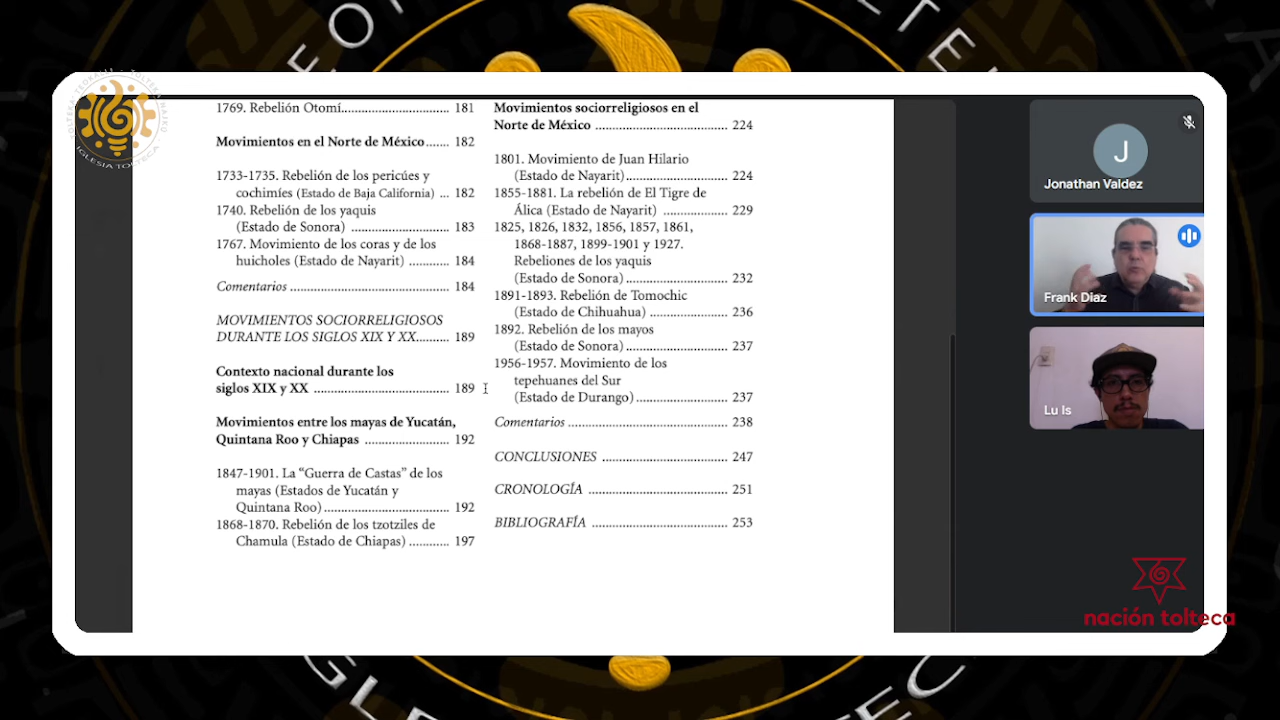 1769. Rebelión Otomí.............................. 181
Movimientos en el Norte de México...... 182
1733-1735. Rebelión de los pericúes y
cochimíes (Estado de Baja California) ... 182
1740. Rebelión de los yaquis
(Estado de Sonora) ........................... 183
1767. Movimiento de los coras y de los
huicholes (Estado de Nayarit) ........... 184
Comentarios ............................................ 184
MOVIMIENTOS SOCIORRELIGIOSOS
DURANTE LOS SIGLOS XIX Y XX......... 189
Contexto nacional durante los
siglos XIX y XX ..................................... 189
Movimientos entre los mayas de Yucatán,
Quintana Roo y Chiapas ....................... 192
1847-1901. La “Guerra de Castas” de los
mayas (Estados de Yucatán y
Quintana Roo)................................... 192
1868-1870. Rebelión de los tzotziles de
Chamula (Estado de Chiapas)........... 197
Movimientos sociorreligiosos en el
Norte de México .................................... 224
1801. Movimiento de Juan Hilario
(Estado de Nayarit)............................ 224
1855-1881. La rebelión de El Tigre de
Álica (Estado de Nayarit) .................. 229
1825, 1826, 1832, 1856, 1857, 1861,
1868-1887, 1899-1901 y 1927.
Rebeliones de los yaquis
(Estado de Sonora)............................ 232
1891-1893. Rebelión de Tomochic
(Estado de Chihuahua)...................... 236
1892. Rebelión de los mayos
(Estado de Sonora)............................ 237
1956-1957. Movimiento de los
tepehuanes del Sur
(Estado de Durango)......................... 237
Comentarios ............................................ 238
CONCLUSIONES .................................... 247
CRONOLOGÍA ...................................... 251
BIBLIOGRAFÍA ..................................... 253
J
Jonathan Valdez
Frank Diaz
Lu Is
nación tolteca
IGLESIA TOLTECA